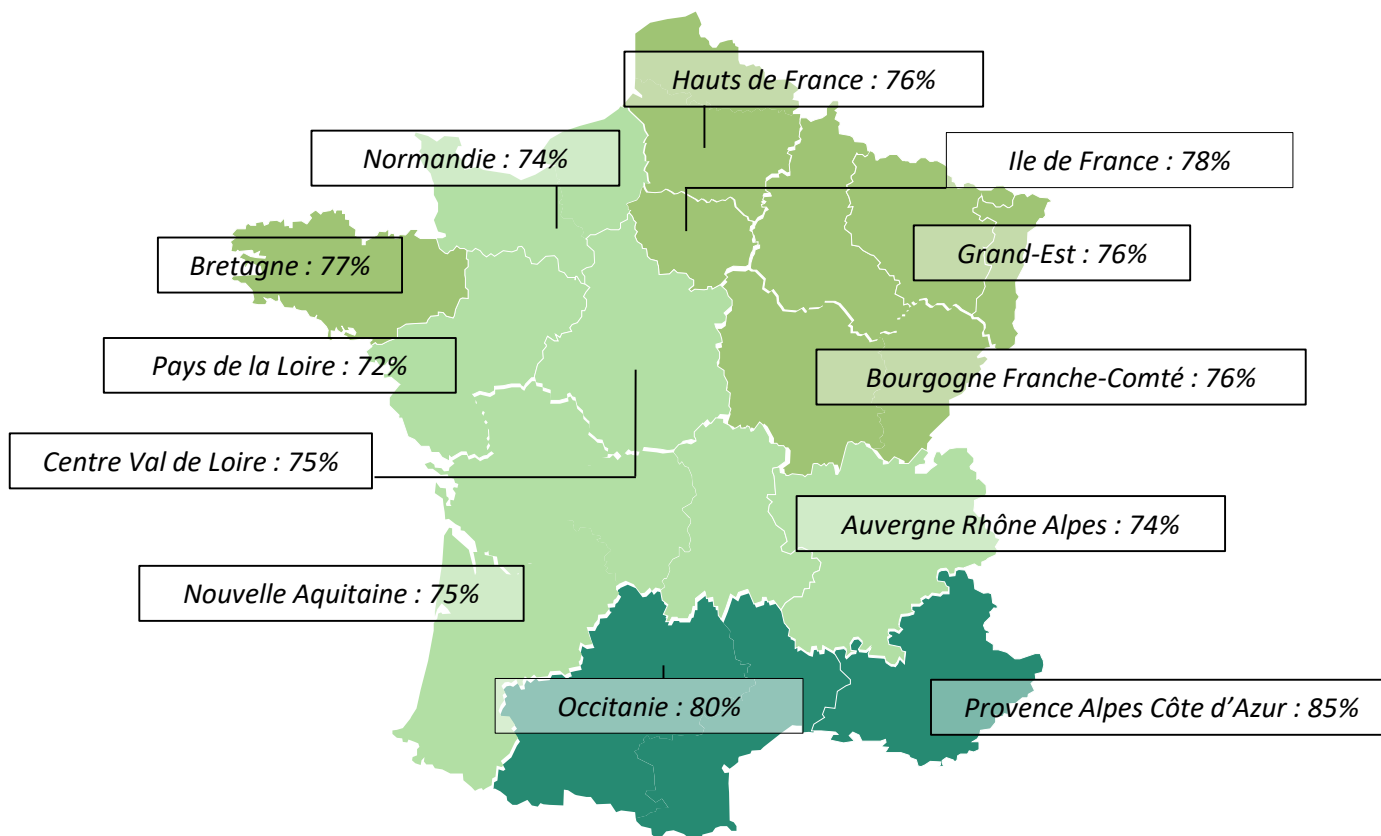 Hauts de France : 76%
Normandie : 74%
Ile de France : 78%
Bretagne : 77%
Grand-Est : 76%
Pays de la Loire : 72%
Bourgogne Franche-Comté : 76%
Centre Val de Loire : 75%
Auvergne Rhône Alpes : 74%
Nouvelle Aquitaine : 75%
Occitanie : 80%
Provence Alpes Côte d’Azur : 85%